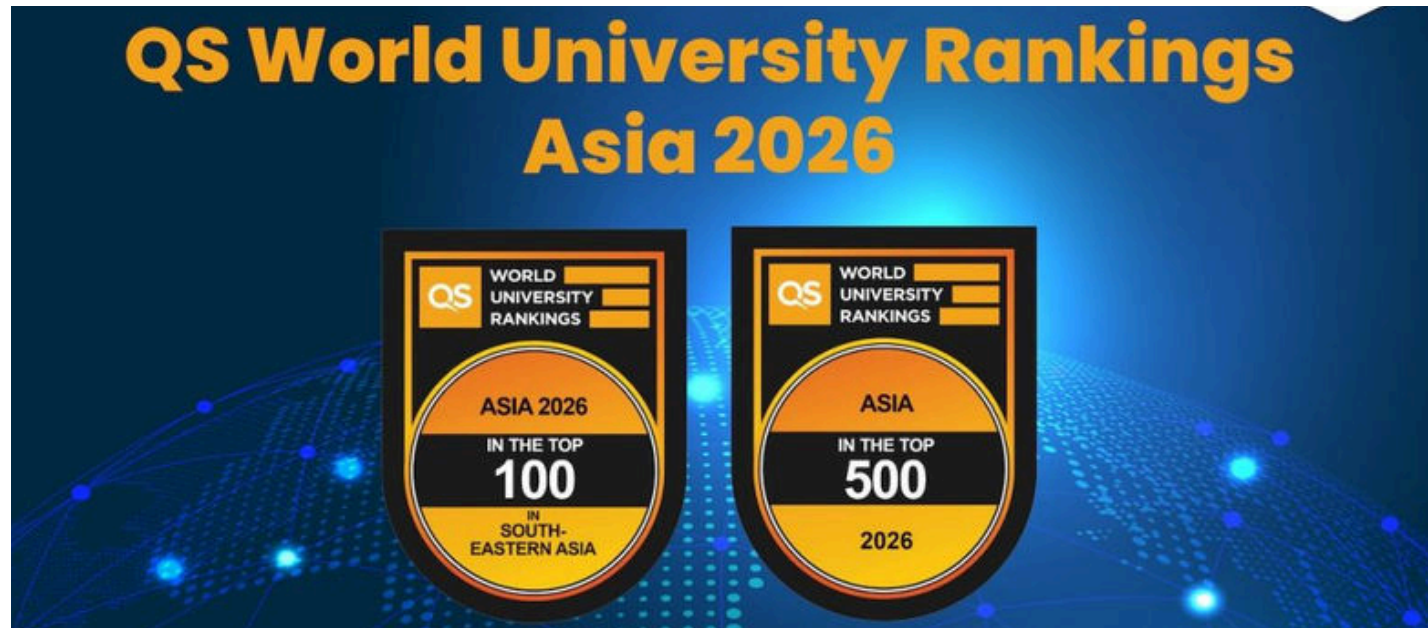 QS World University Rankings
Asia 2026
QS
WORLD
UNIVERSITY
RANKINGS
ASIA 2026
IN THE TOP
100
IN
SOUTH-
EASTERN ASIA
QS
WORLD
UNIVERSITY
RANKINGS
ASIA
IN THE TOP
500
2026